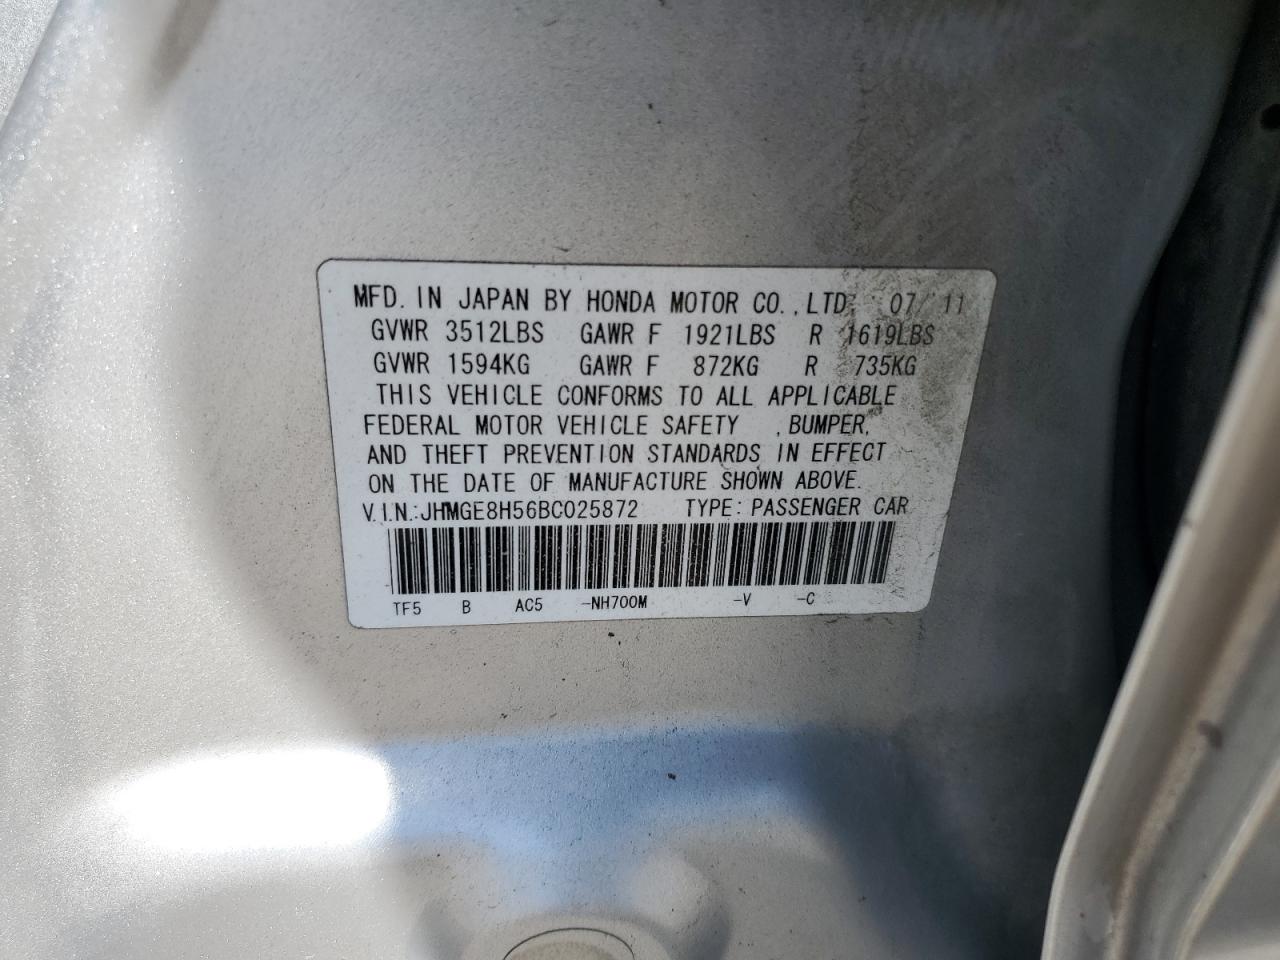 MFD. IN JAPAN BY HONDA MOTOR CO., LTD. 07/11
GVWR 3512LBS GAWR F 1921LBS R 1619LBS
GVWR 1594KG GAWR F 872KG R 735KG
THIS VEHICLE CONFORMS TO ALL APPLICABLE
FEDERAL MOTOR VEHICLE SAFETY , BUMPER,
AND THEFT PREVENTION STANDARDS IN EFFECT
ON THE DATE OF MANUFACTURE SHOWN ABOVE.
V.I.N.:JHMGE8H56BC025872 TYPE: PASSENGER CAR
TF5 B AC5 -NH700M -V -C